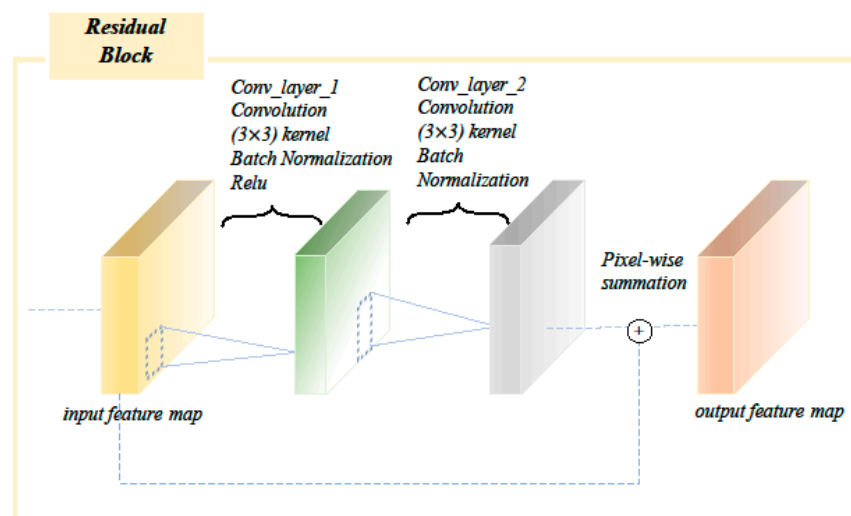 Residual
Block
Conv_layer_1
Convolution
(3×3) kernel
Batch Normalization
Relu
Conv_layer_2
Convolution
(3×3) kernel
Batch
Normalization
Pixel-wise
summation
+
input feature map
output feature map